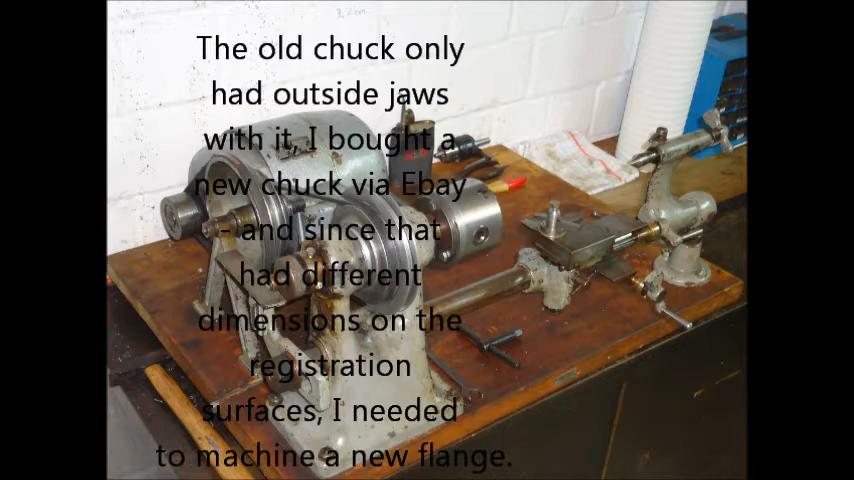 The old chuck only
had outside jaws
with it, I bought a
new chuck via Ebay
- and since that
had different
dimensions on the
registration
surfaces, I needed
to machine a new flange.